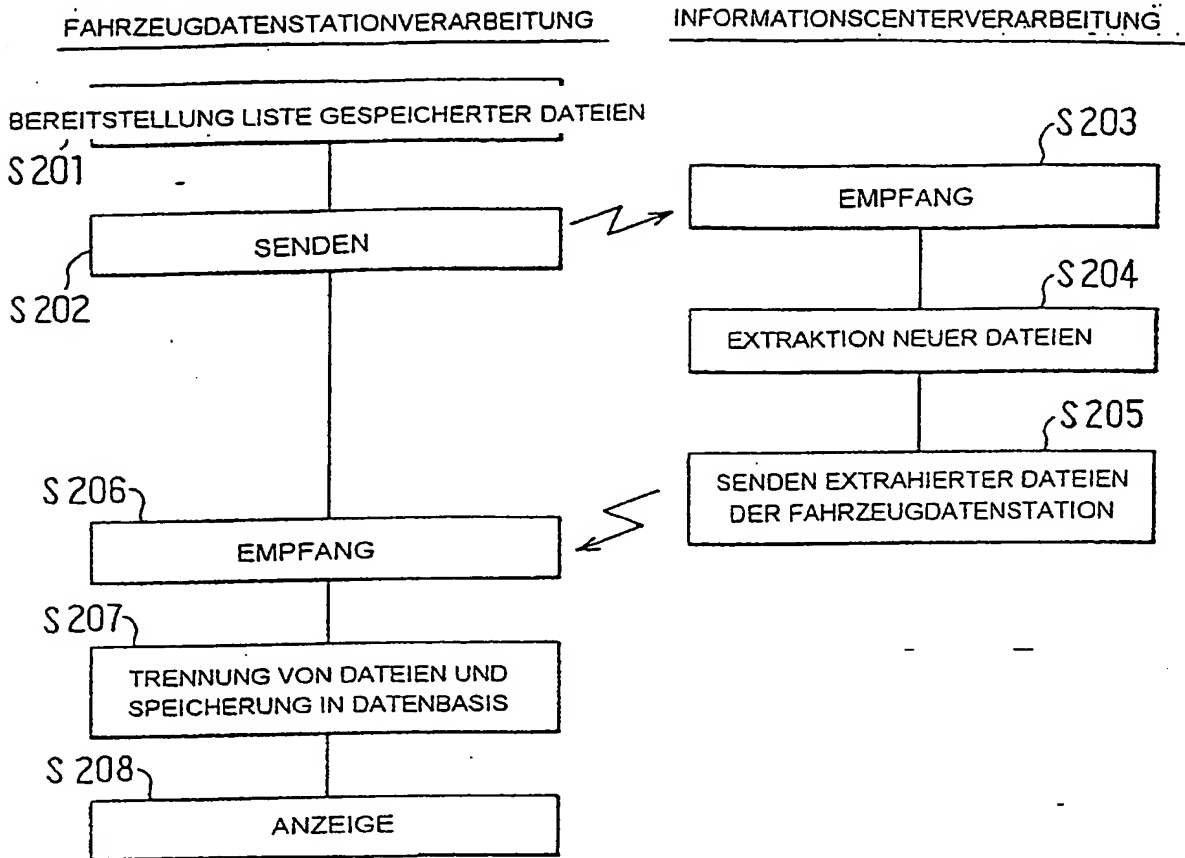 FAHRZEUGDATENSTATIONVERARBEITUNG
INFORMATIONSCENTERVERARBEITUNG
BEREITSTELLUNG LISTE GESPEICHERTER DATEIEN
S201
SENDEN
S202
S203
EMPFANG
S204
EXTRAKTION NEUER DATEIEN
S205
SENDEN EXTRAHIERTER DATEIEN
DER FAHRZEUGDATENSTATION
S206
EMPFANG
S207
TRENNUNG VON DATEIEN UND
SPEICHERUNG IN DATENBASIS
S208
ANZEIGE